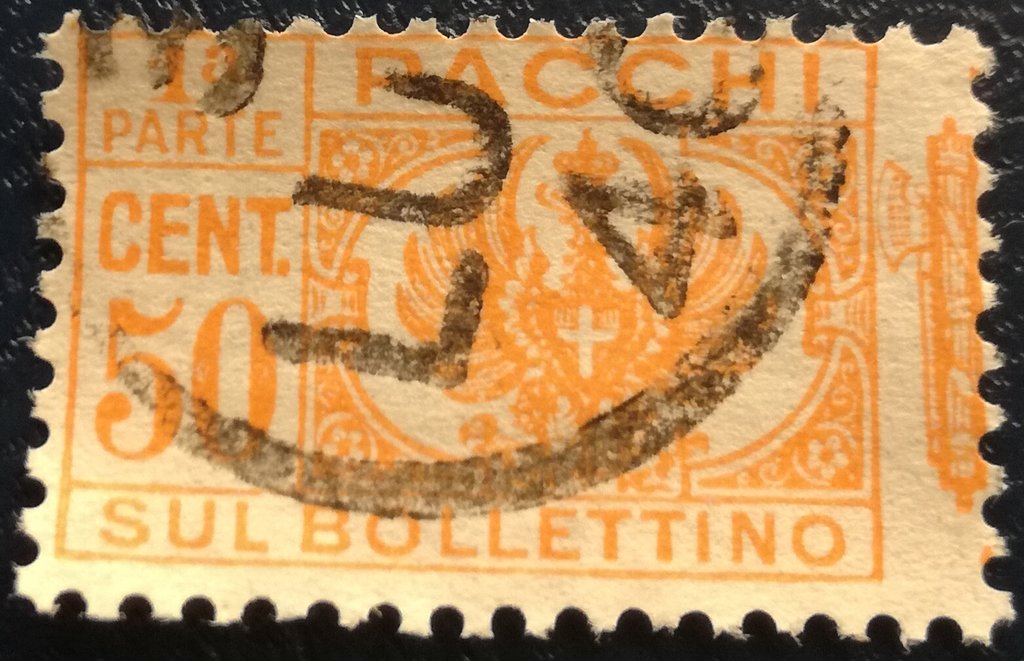 PACCHI
1ª
PARTE
CENT.
50
SUL BOLLETTINO